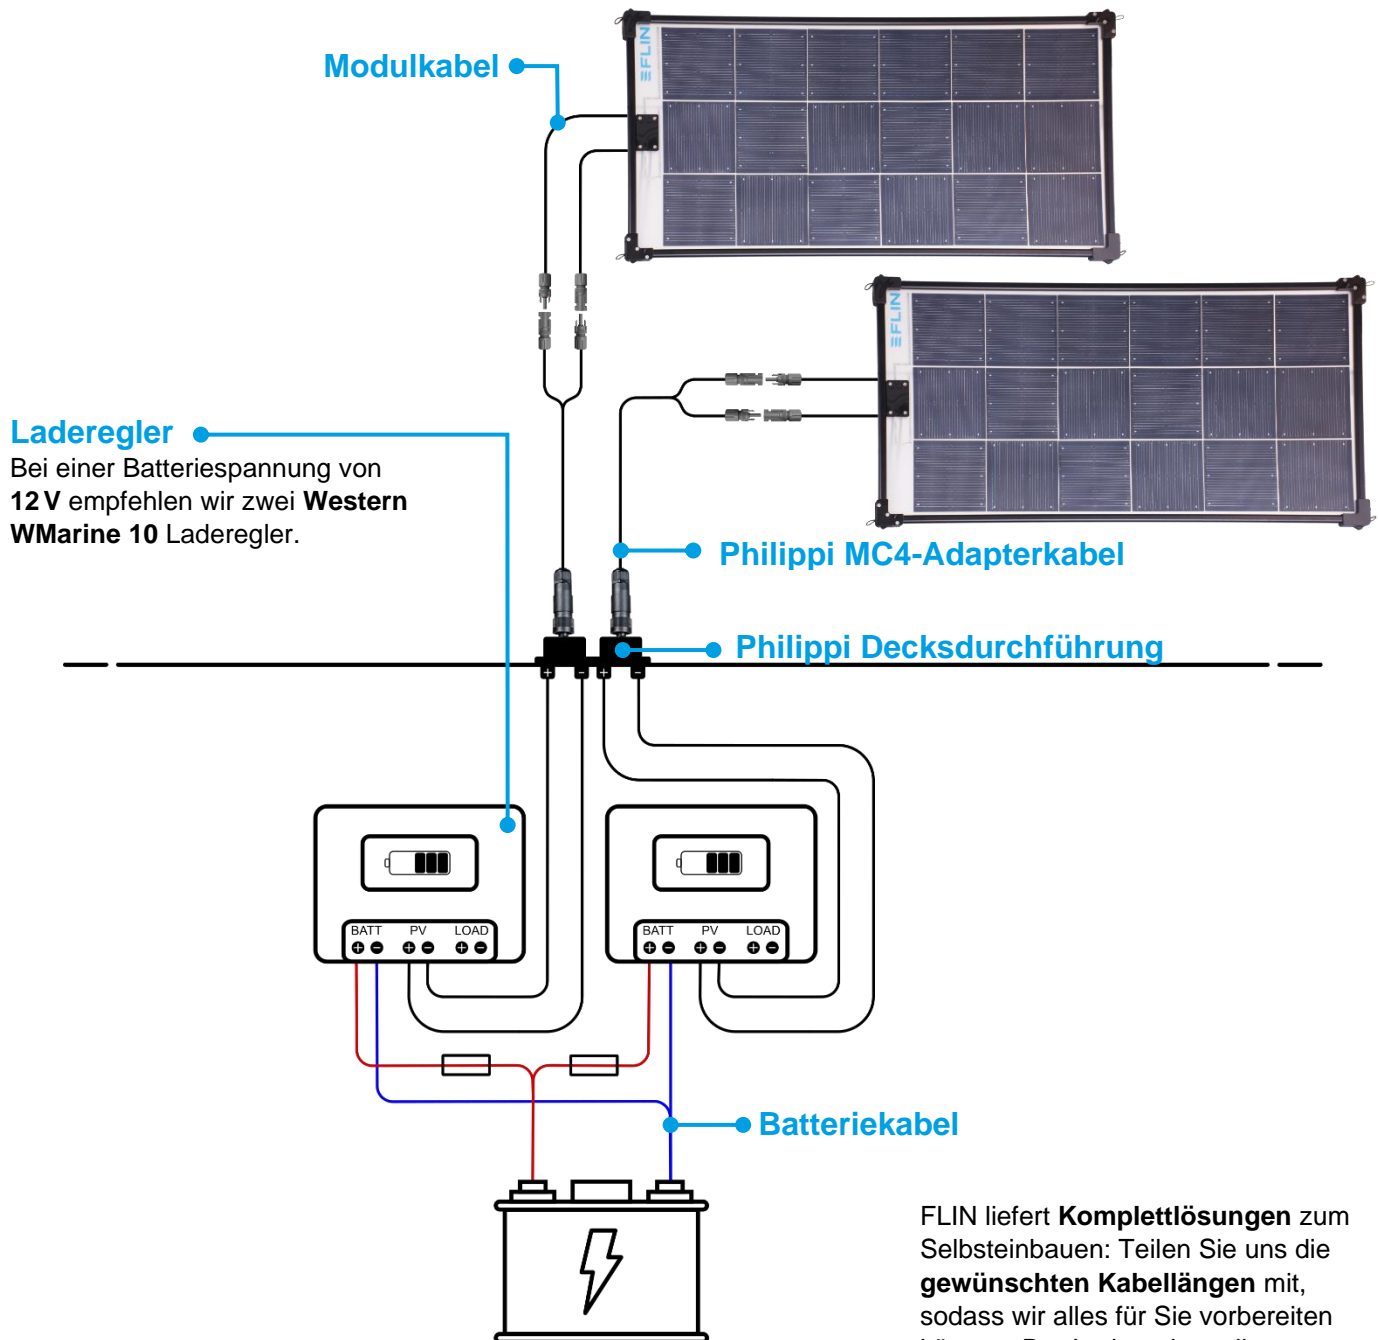 Modulkabel
FLIN
FLIN
Laderegler
Bei einer Batteriespannung von
12 V empfehlen wir zwei Western
WMarine 10 Laderegler.
Philippi MC4-Adapterkabel
Philippi Decksdurchführung
+ - + -
BATT PV LOAD
+ - + - + -
BATT PV LOAD
+ - + - + -
Batteriekabel
FLIN liefert Komplettlösungen zum
Selbsteinbauen: Teilen Sie uns die
gewünschten Kabellängen mit,
sodass wir alles für Sie vorbereiten